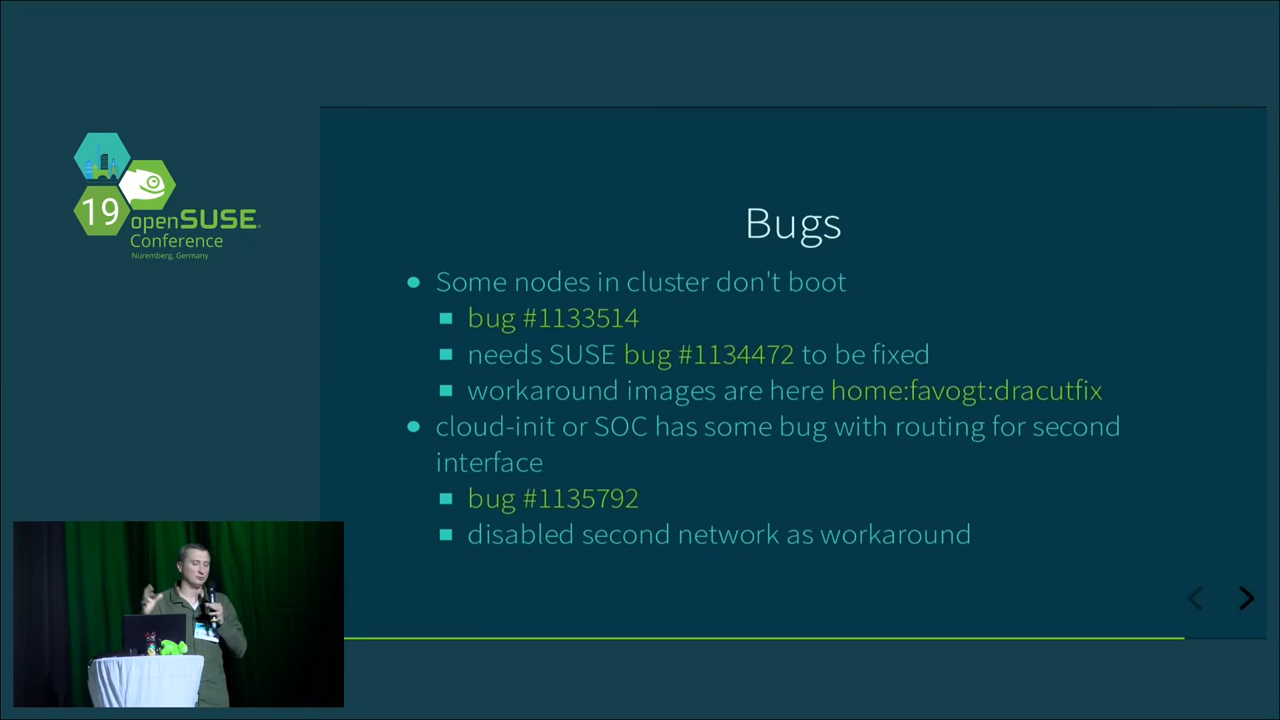 19
openSUSE
Conference
Nuremberg, Germany
Bugs
Some nodes in cluster don't boot
bug #1133514
needs SUSE bug #1134472 to be fixed
workaround images are here home:favogt:dracutfix
cloud-init or SOC has some bug with routing for second
interface
bug #1135792
disabled second network as workaround